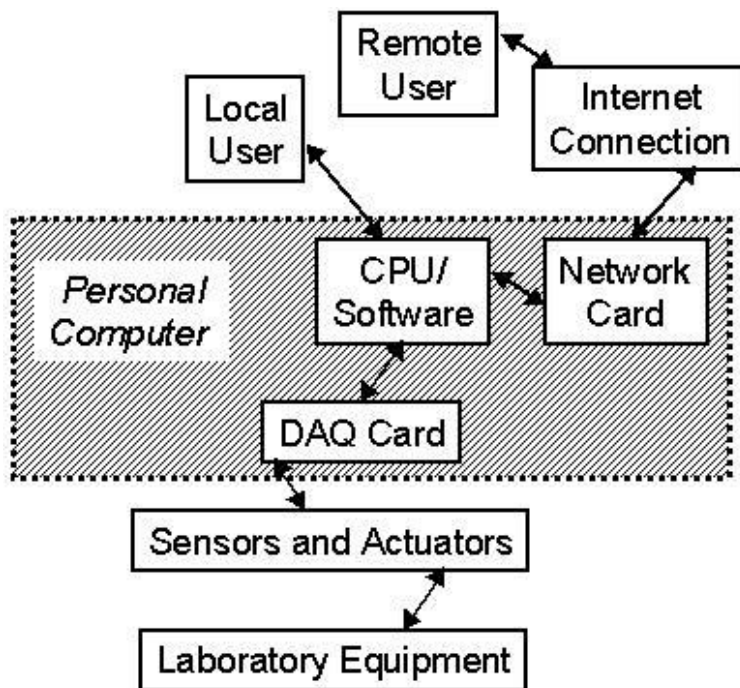 Remote
User
Local
User
Internet
Connection
Personal
Computer
CPU/
Software
Network
Card
DAQ Card
Sensors and Actuators
Laboratory Equipment